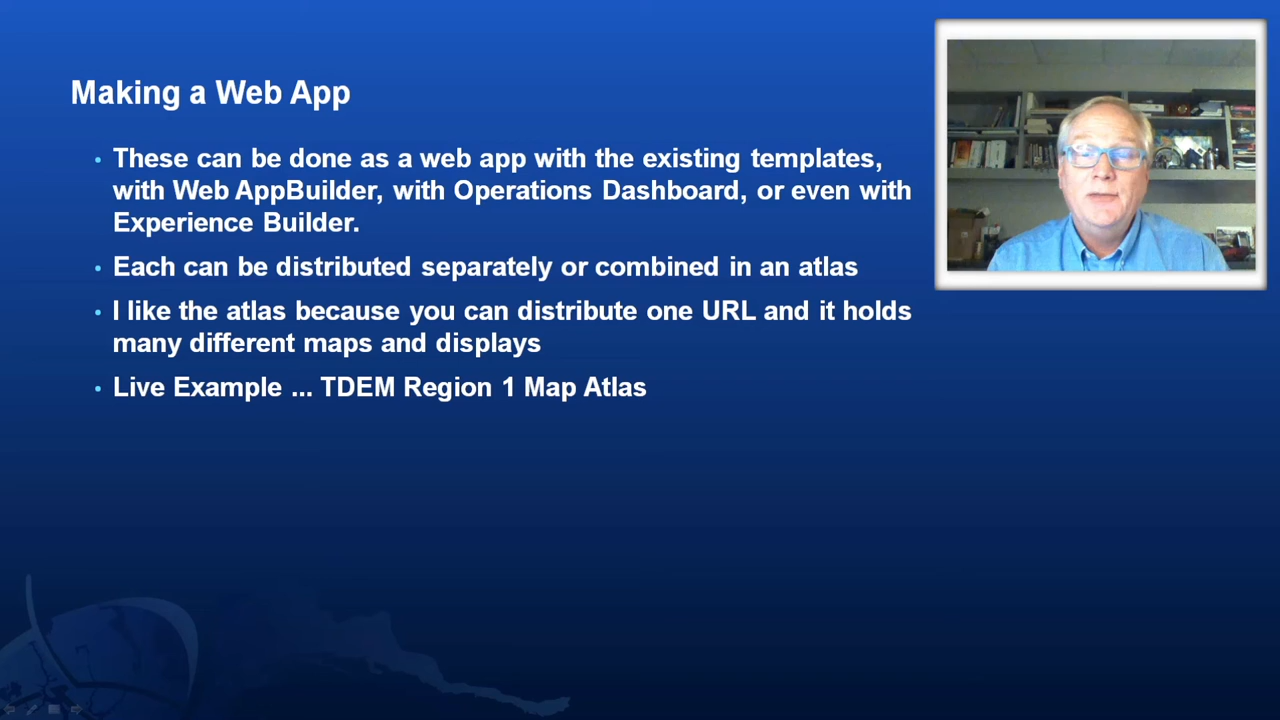 Making a Web App
These can be done as a web app with the existing templates,
with Web AppBuilder, with Operations Dashboard, or even with
Experience Builder.
Each can be distributed separately or combined in an atlas
I like the atlas because you can distribute one URL and it holds
many different maps and displays
Live Example ... TDEM Region 1 Map Atlas